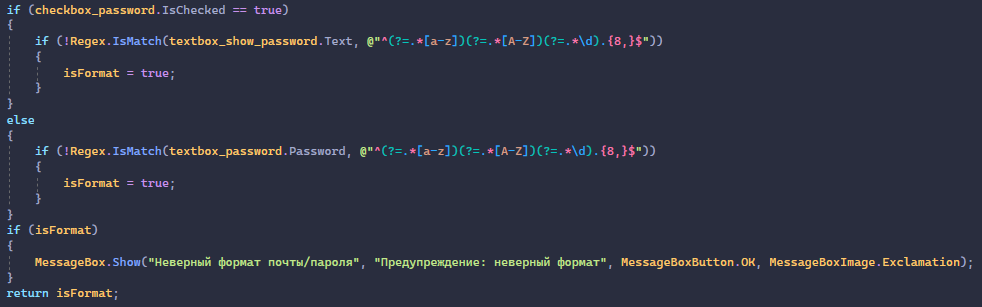 if (checkbox_password.IsChecked == true)
{
if (!Regex.IsMatch(textbox_show_password.Text, @"^(?=.*[a-z])(?=.*[A-Z])(?=.*\d).{8,}$"))
{
isFormat = true;
}
}
else
{
if (!Regex.IsMatch(textbox_password.Password, @"^(?=.*[a-z])(?=.*[A-Z])(?=.*\d).{8,}$"))
{
isFormat = true;
}
}
if (isFormat)
{
MessageBox.Show("Неверный формат почты/пароля", "Предупреждение: неверный формат", MessageBoxButton.OK, MessageBoxImage.Exclamation);
}
return isFormat;